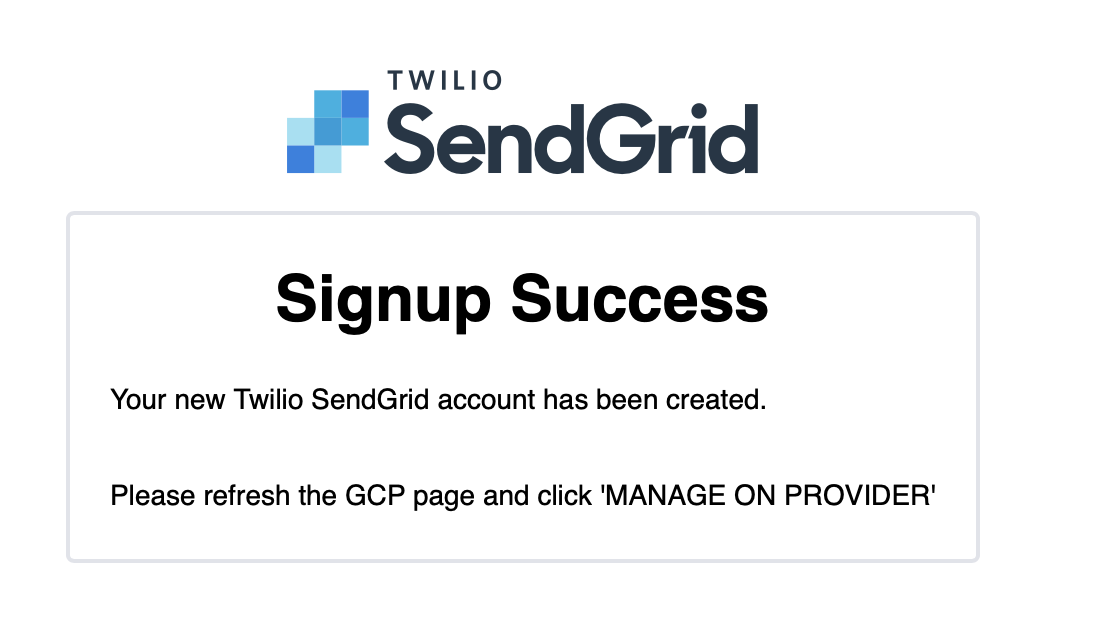 TWILIO
SendGrid
Signup Success
Your new Twilio SendGrid account has been created.
Please refresh the GCP page and click 'MANAGE ON PROVIDER'